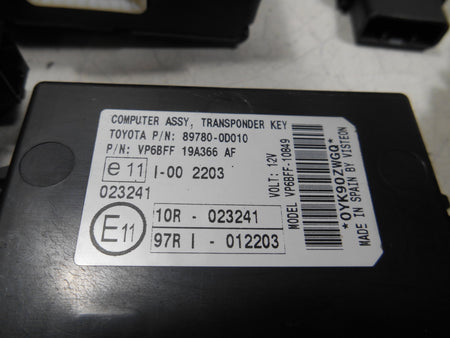 COMPUTER ASSY, TRANSPONDER KEY
TOYOTA P/N: 89780-0D010
P/N: VP6BFF 19A366 AF
e 11 I-00 2203
023241
E11
10R - 023241
97R I - 012203
VOLT: 12V
MODEL VP6BFF-10849
*0YK90ZWGQ*
MADE IN SPAIN BY VISTEON